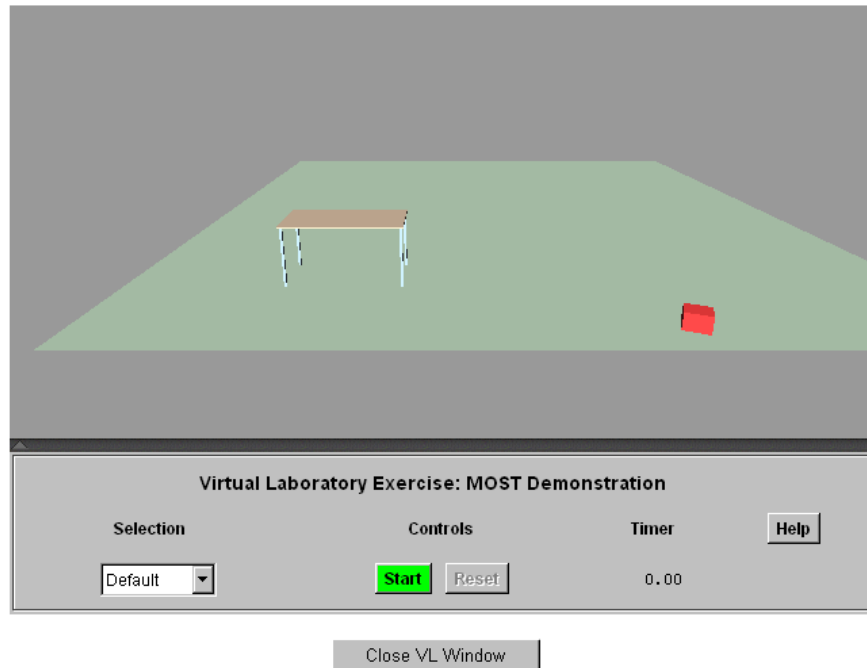 Virtual Laboratory Exercise: MOST Demonstration
Selection Controls Timer Help
Default Start Reset 0.00
Close VL Window